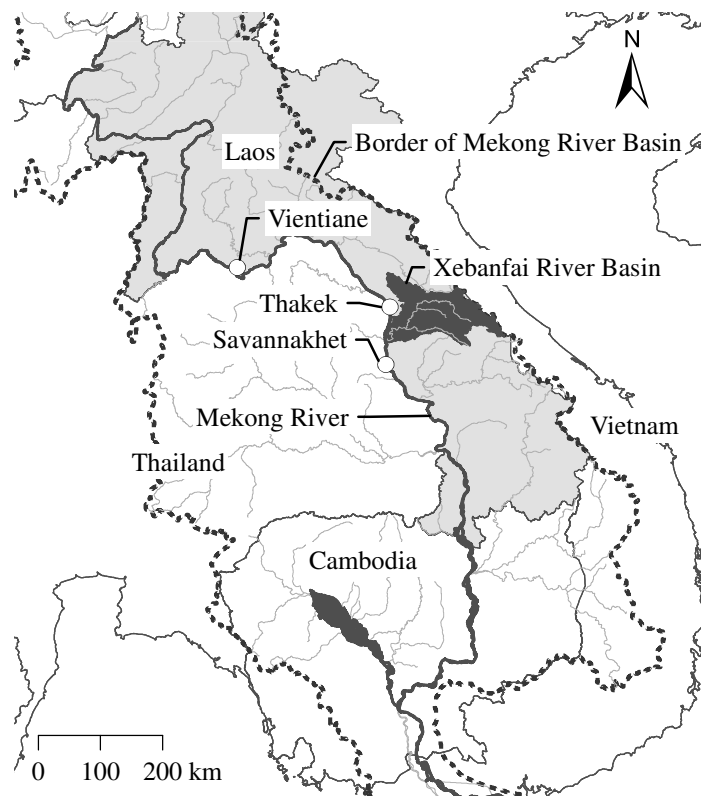 N
Border of Mekong River Basin
Laos
Vientiane
Xebanfai River Basin
Thakek
Savannakhet
Mekong River
Vietnam
Thailand
Cambodia
0 100 200 km